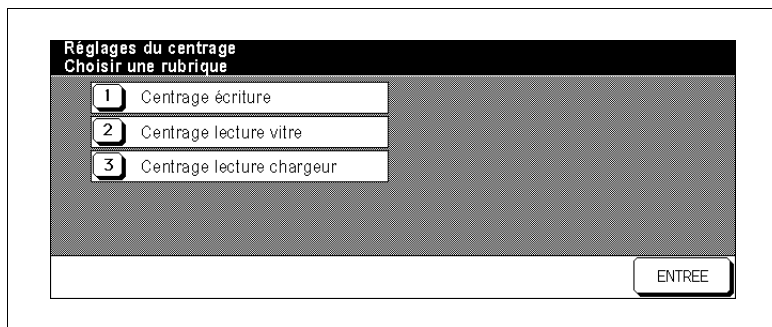 Réglages du centrage
Choisir une rubrique
1 Centrage écriture
2 Centrage lecture vitre
3 Centrage lecture chargeur
ENTREE